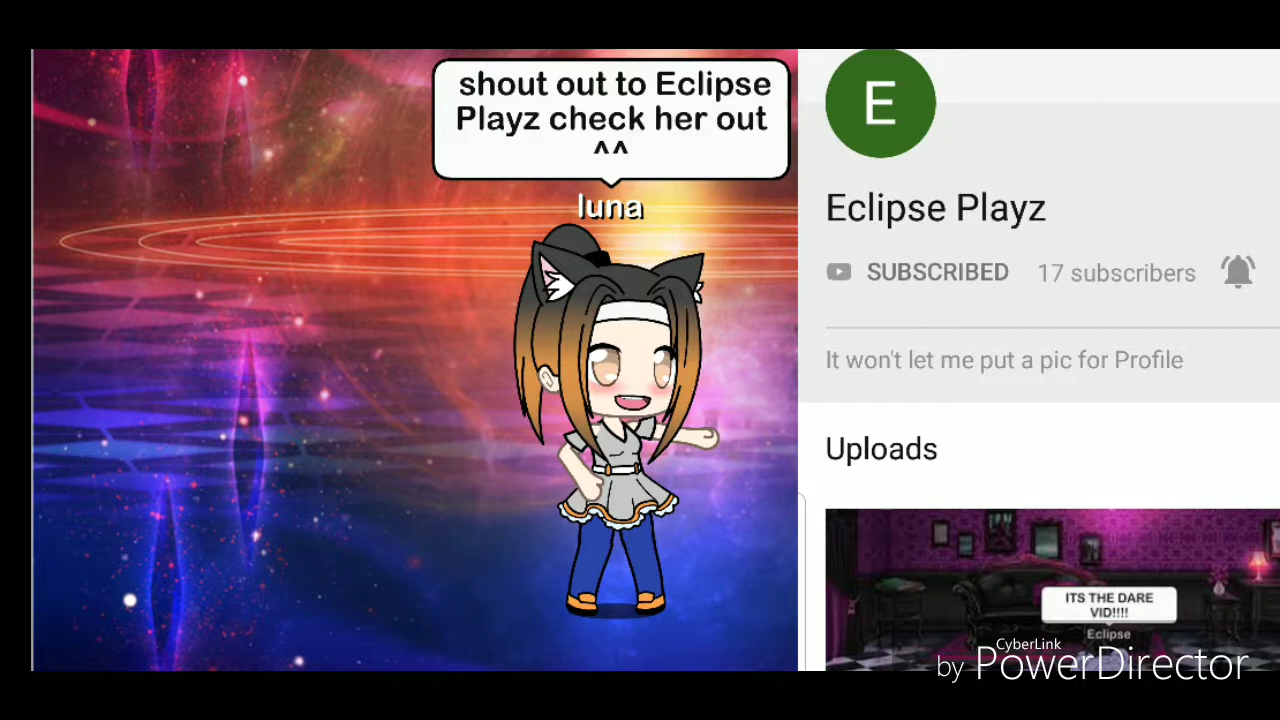 shout out to Eclipse
Playz check her out
^^
luna
E
Eclipse Playz
SUBSCRIBED 17 subscribers
It won't let me put a pic for Profile
Uploads
ITS THE DARE
VID!!!!
Eclipse
CyberLink
by PowerDirector